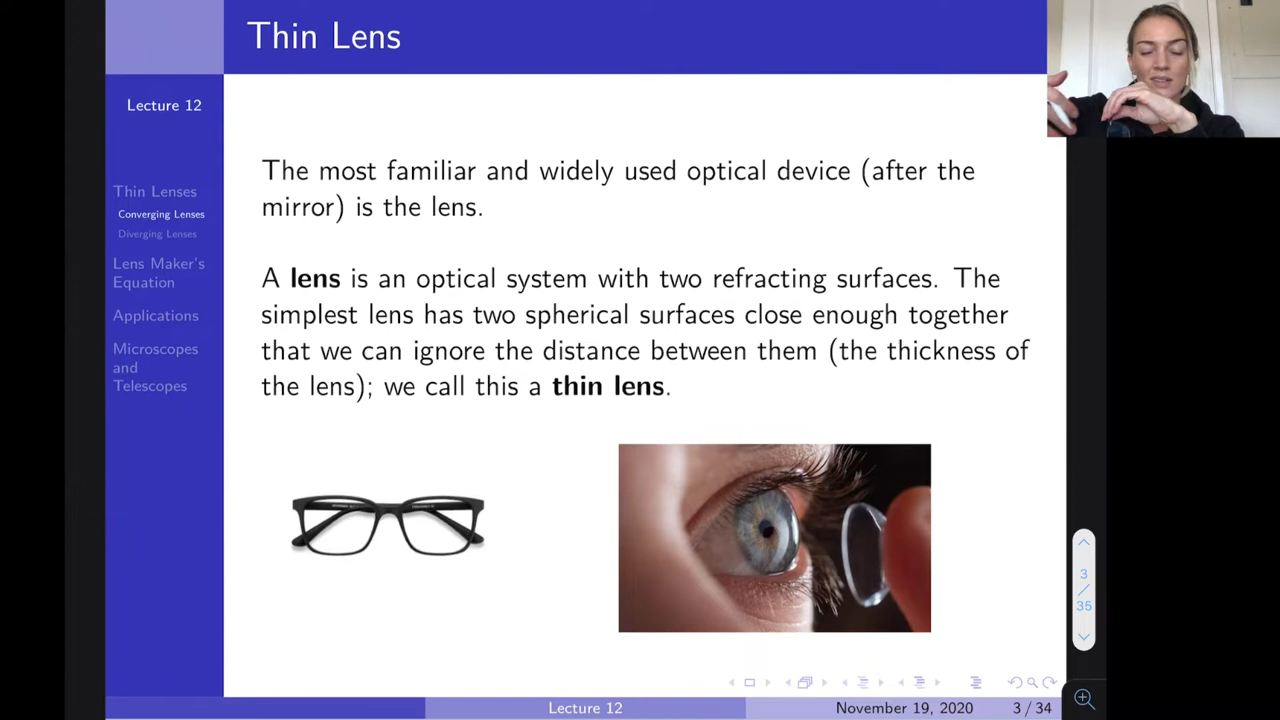 Thin Lens
Lecture 12
Thin Lenses
Converging Lenses
Diverging Lenses
Lens Maker's
Equation
Applications
Microscopes
and
Telescopes
The most familiar and widely used optical device (after the
mirror) is the lens.
A lens is an optical system with two refracting surfaces. The
simplest lens has two spherical surfaces close enough together
that we can ignore the distance between them (the thickness of
the lens); we call this a thin lens.
3
/
35
Lecture 12
November 19, 2020
3 / 34